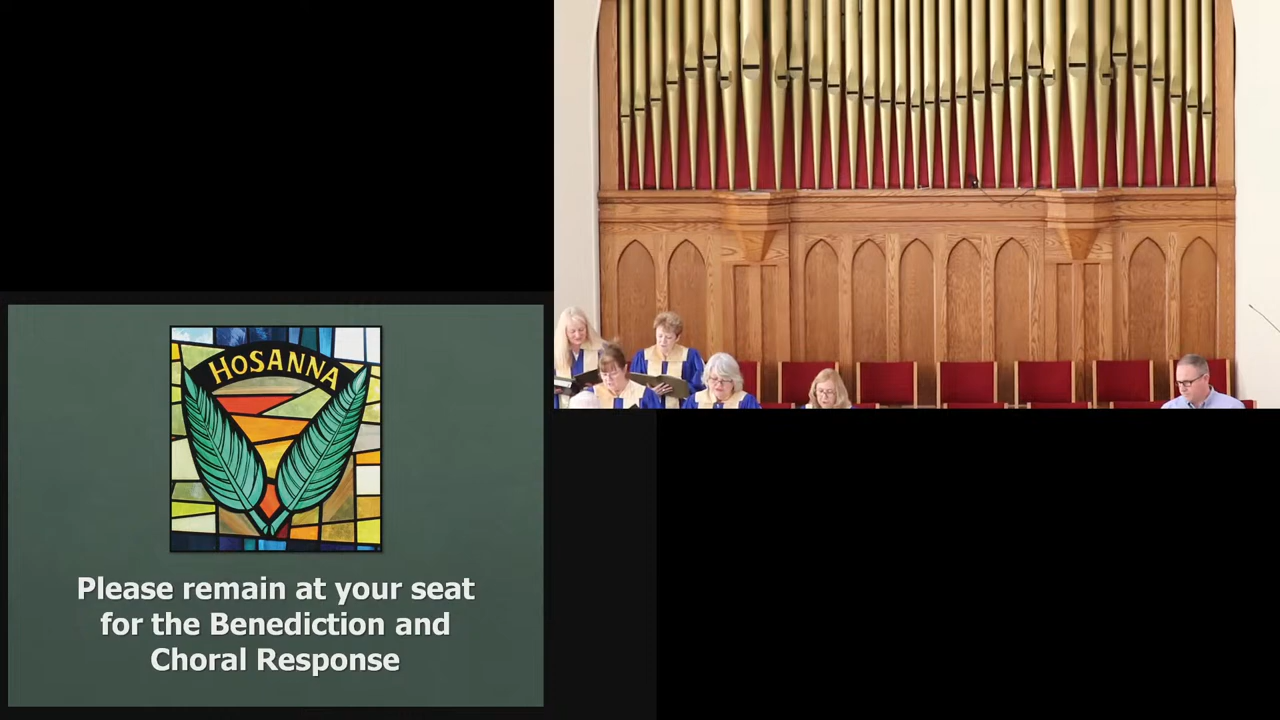 HOSANNA
Please remain at your seat
for the Benediction and
Choral Response